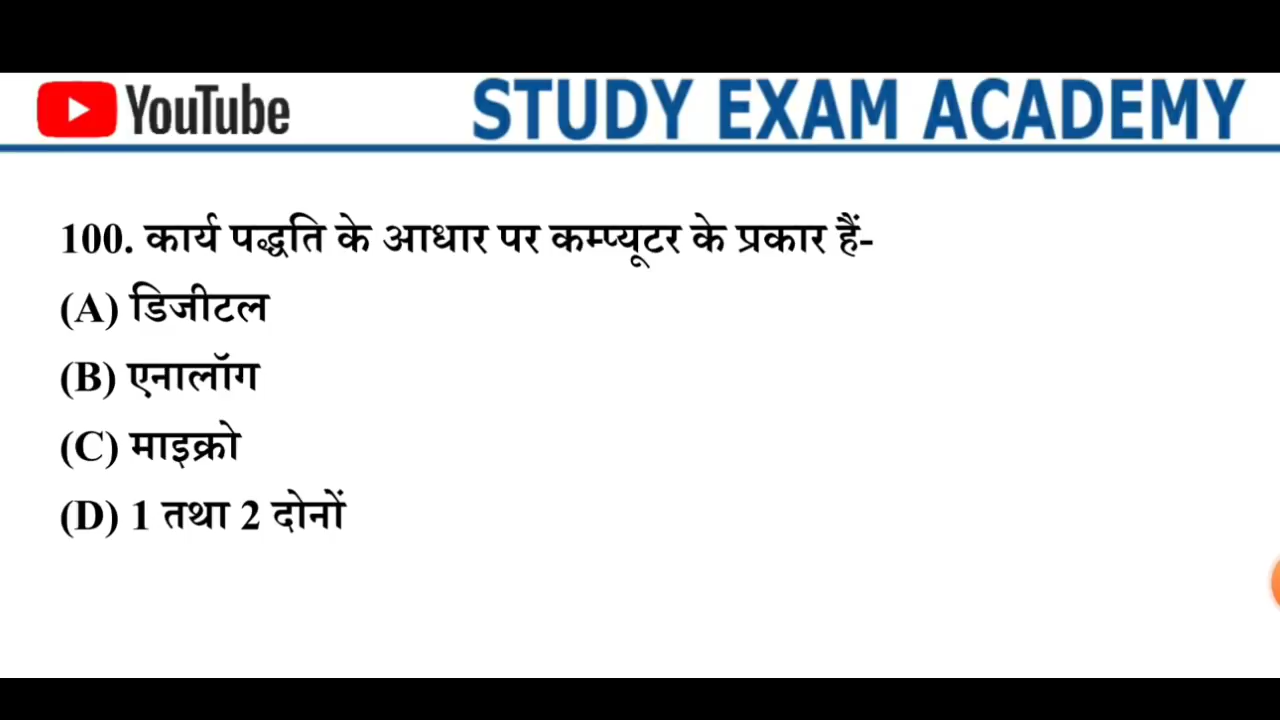 YouTube STUDY EXAM ACADEMY
100. कार्य पद्धति के आधार पर कम्प्यूटर के प्रकार हैं-
(A) डिजीटल
(B) एनालॉग
(C) माइक्रो
(D) 1 तथा 2 दोनों